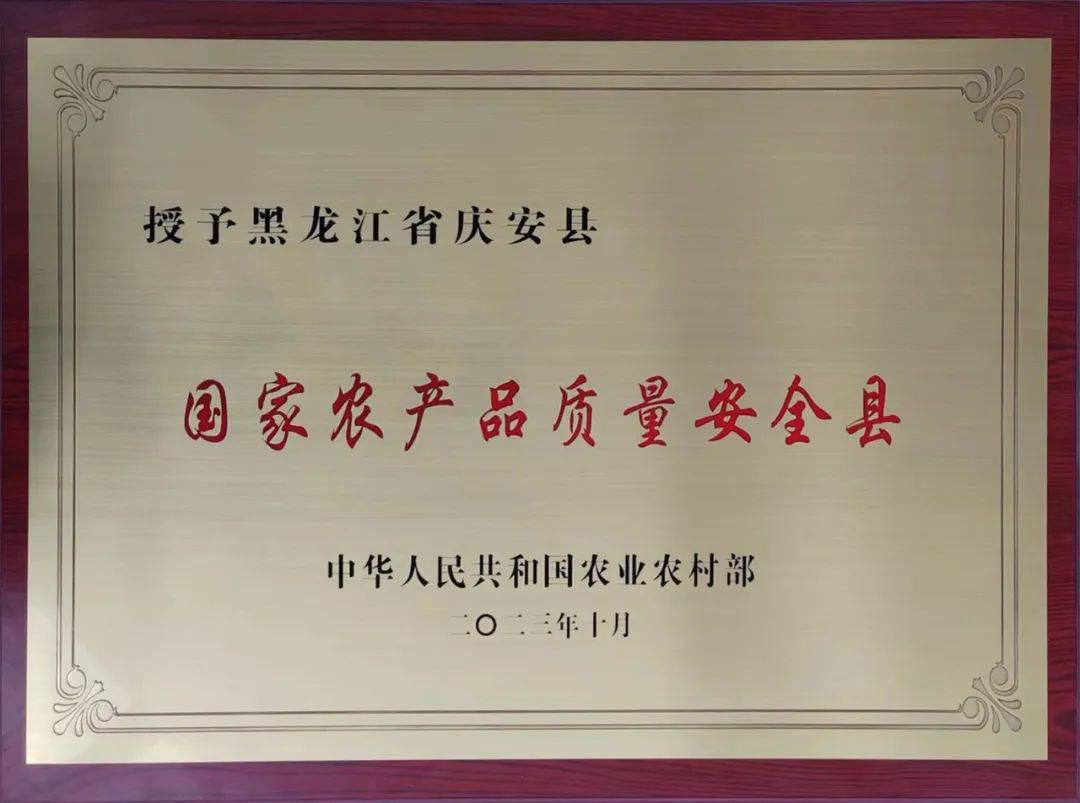 授予黑龙江省庆安县
国家农产品质量安全县
中华人民共和国农业农村部
二〇二三年十月